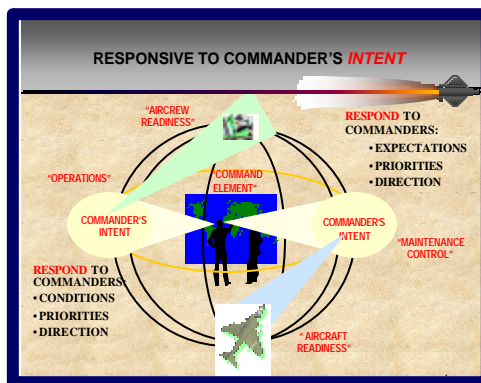 RESPONSIVE TO COMMANDER'S INTENT
"AIRCREW
READINESS"
RESPOND TO
COMMANDERS:
• EXPECTATIONS
• PRIORITIES
• DIRECTION
"OPERATIONS"
"COMMAND
ELEMENT"
COMMANDER'S
INTENT
COMMANDER'S
INTENT
"MAINTENANCE
CONTROL"
RESPOND TO
COMMANDERS:
• CONDITIONS
• PRIORITIES
• DIRECTION
"AIRCRAFT
READINESS"